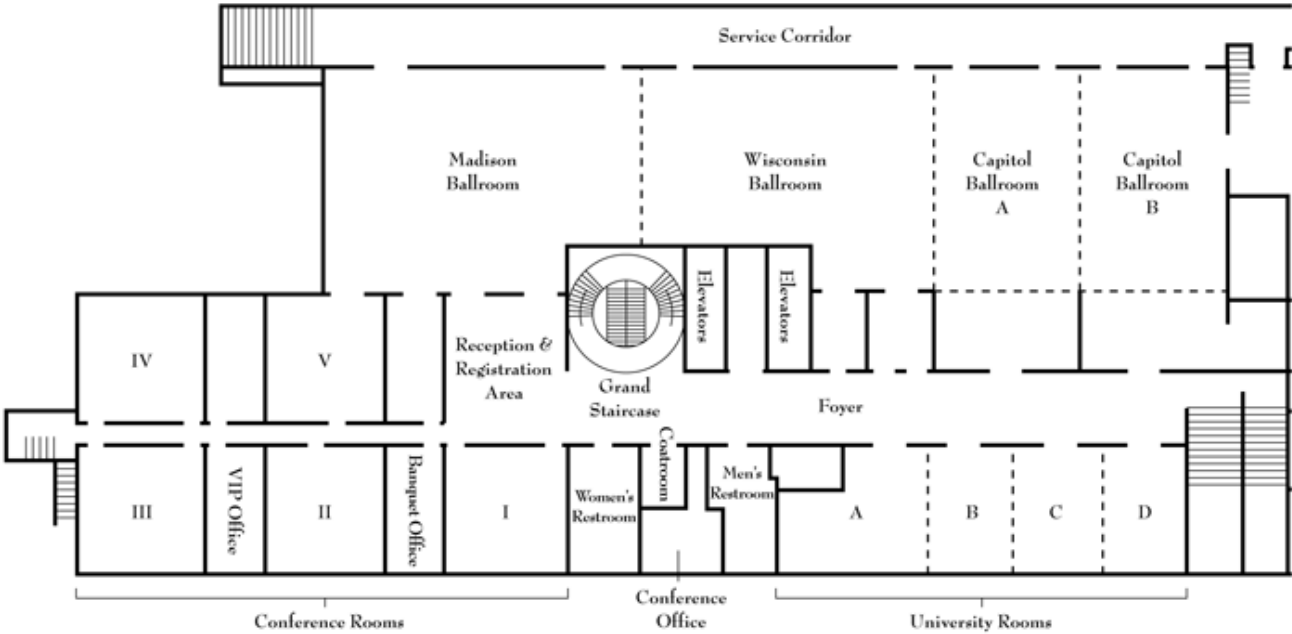 Service Corridor
Madison
Ballroom
Wisconsin
Ballroom
Capitol
Ballroom
A
Capitol
Ballroom
B
Elevators
Elevators
IV
V
Reception &
Registration
Area
Grand
Staircase
Foyer
Coatroom
III
VIP Office
II
Banquet Office
I
Women's
Restroom
Men's
Restroom
A
B
C
D
Conference Rooms
Conference
Office
University Rooms